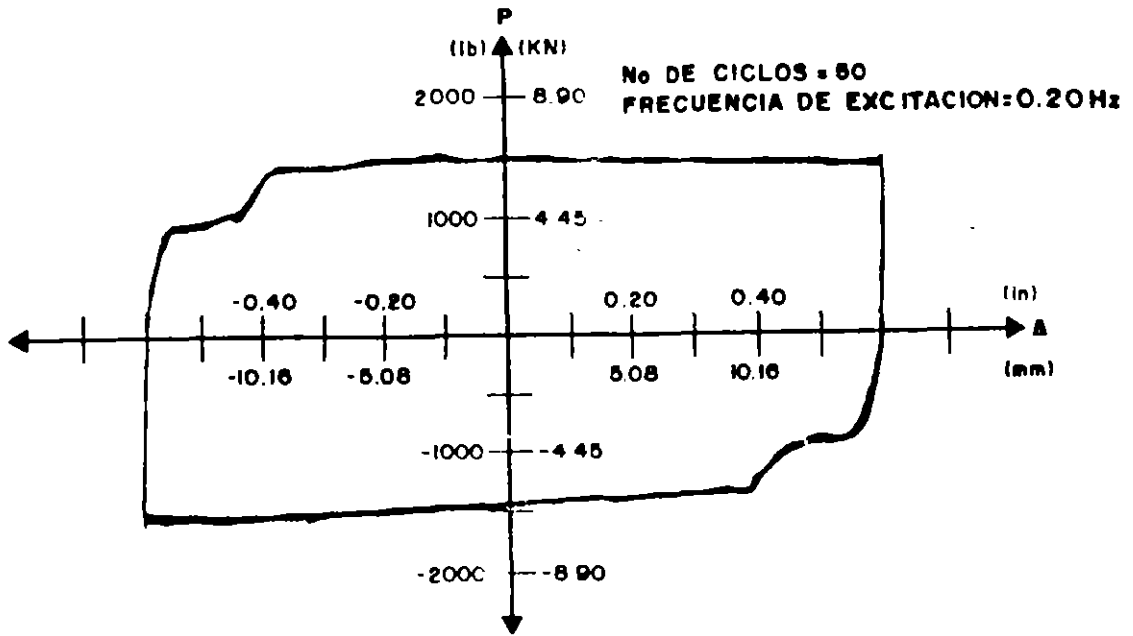 P
(lb) (KN)
No DE CICLOS = 50
FRECUENCIA DE EXCITACION=0.20 Hz
2000 8.90
1000 4.45
-0.40 -0.20 0.20 0.40 (in)
Δ
-10.16 -5.08 5.08 10.16 (mm)
-1000 -4.45
-2000 -8.90